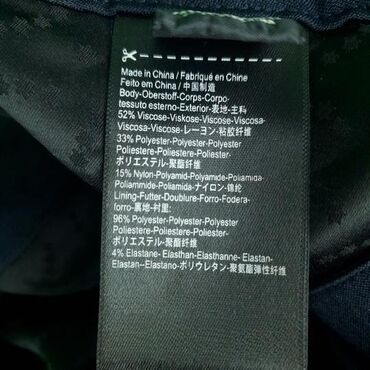 Made in China / Fabriqué en Chine
Feito em China / 中国制造
Body-Oberstoff-Corps-Corpo-
tessuto esterno-Exterior-表地-主料
52% Viscose-Viskose-Viscose-Viscosa-
Viscosa-Viscose-レーヨン-粘胶纤维
33% Polyester-Polyester-Polyester-
Poliestere-Poliester-Poliester-
ポリエステル-聚酯纤维
15% Nylon-Polyamid-Polyamide-Poliamida-
Poliammide-Poliamida-ナイロン-锦纶
Lining-Futter-Doublure-Forro-Fodera-
forro-裏地-衬里
96% Polyester-Polyester-Polyester-
Poliestere-Poliester-Poliester-
ポリエステル-聚酯纤维
4% Elastane- Elasthan-Elasthanne- Elastan-
Elastan--Elastano-ポリウレタン-聚氨酯弹性纤维